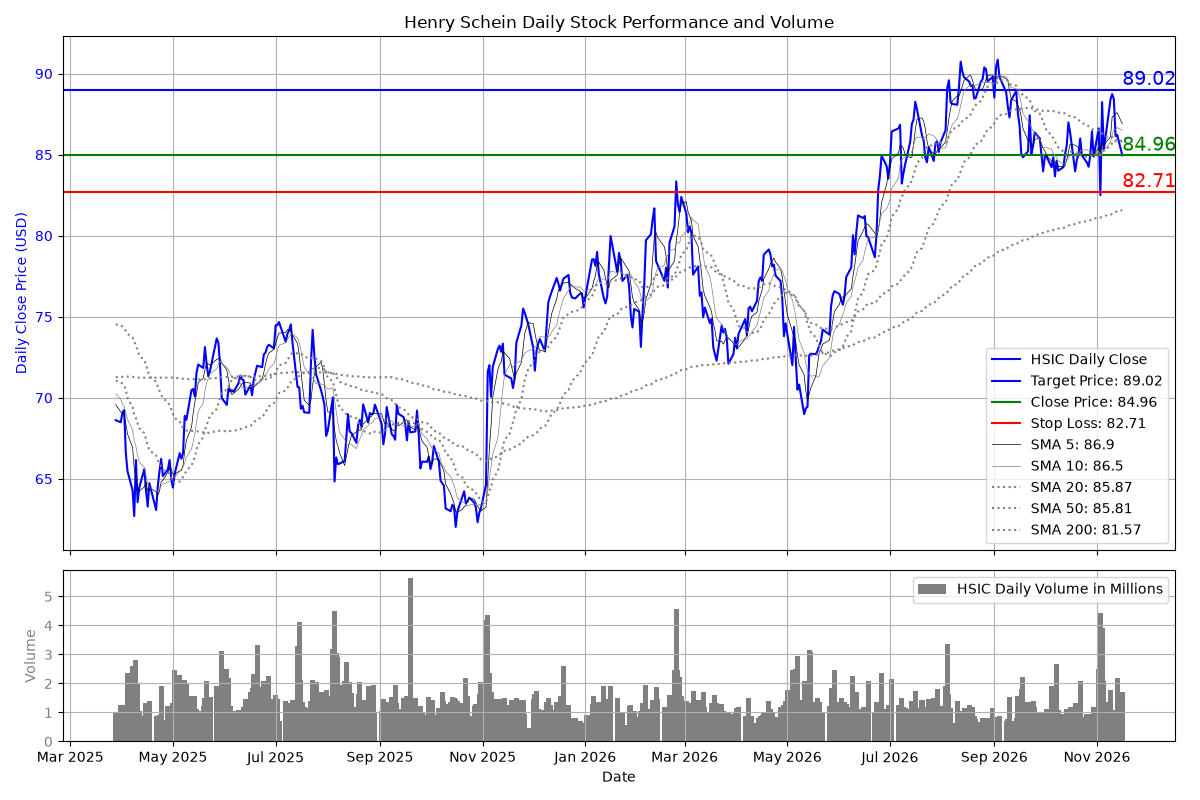 Henry Schein Daily Stock Performance and Volume
Daily Close Price (USD)
90
85
80
75
70
65
89.02
84.96
82.71
HSIC Daily Close
Target Price: 89.02
Close Price: 84.96
Stop Loss: 82.71
SMA 5: 86.9
SMA 10: 86.5
SMA 20: 85.87
SMA 50: 85.81
SMA 200: 81.57
Volume
5
4
3
2
1
0
HSIC Daily Volume in Millions
Mar 2025 May 2025 Jul 2025 Sep 2025 Nov 2025 Jan 2026 Mar 2026 May 2026 Jul 2026 Sep 2026 Nov 2026
Date